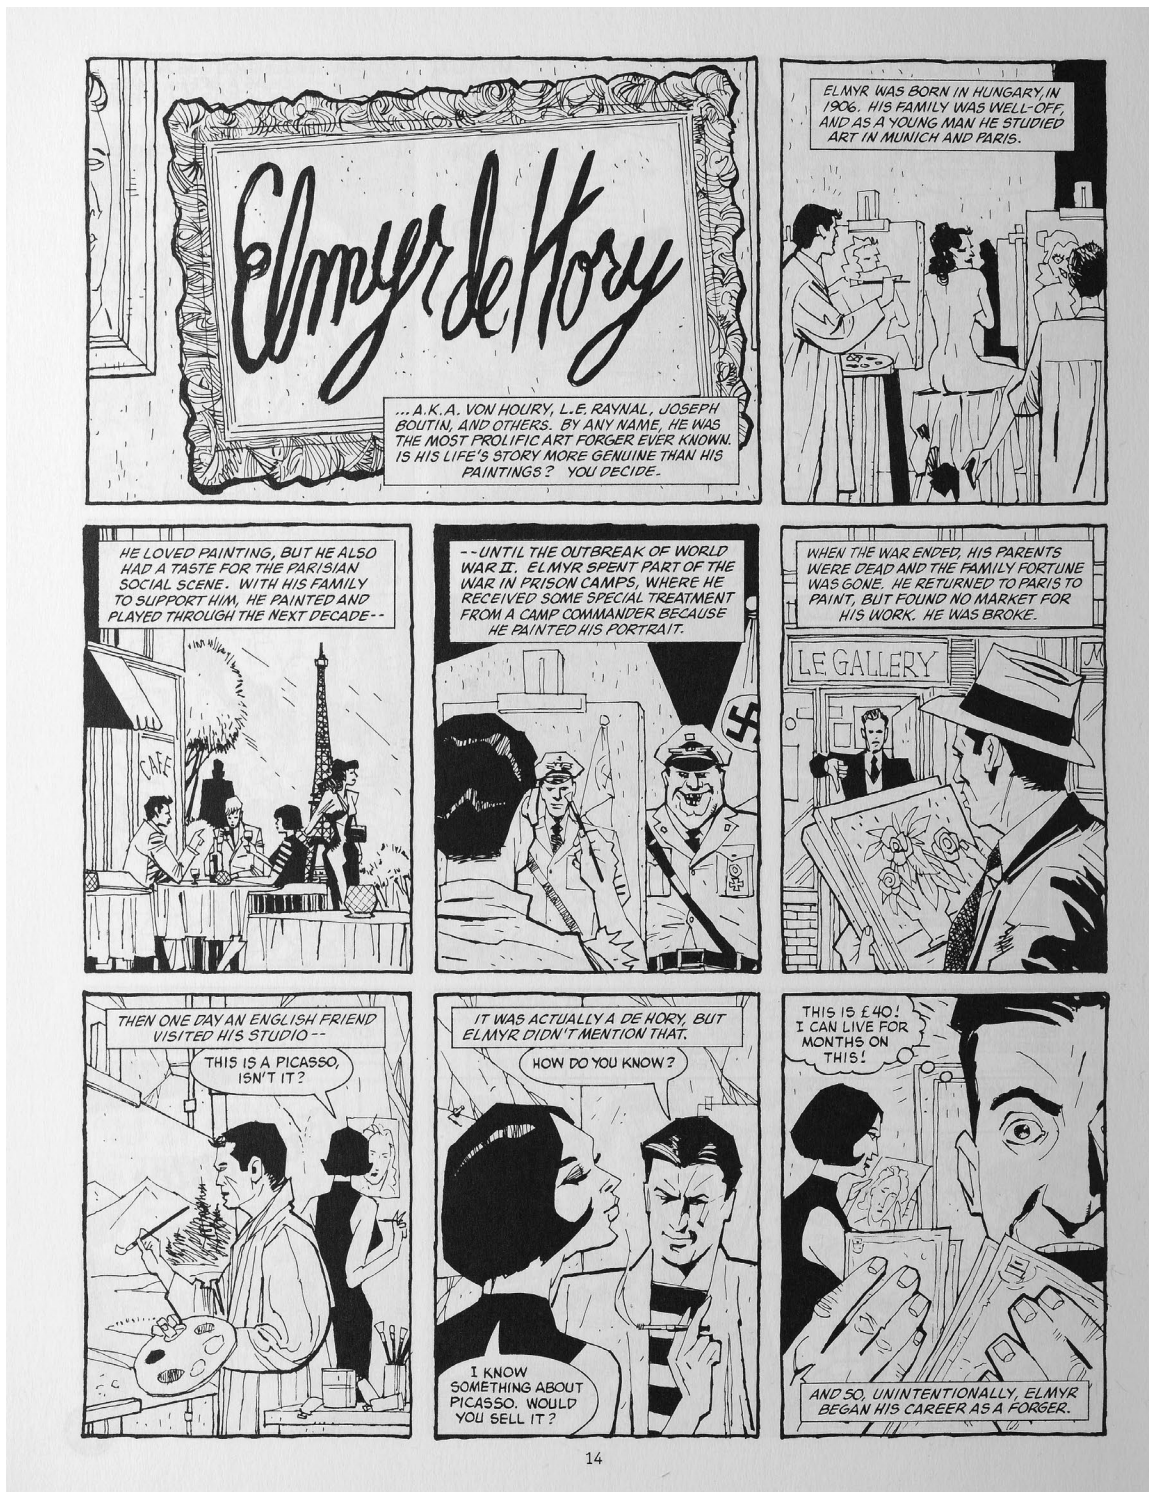 Elmyr de Hory
...A.K.A. VON HOURY, L.E. RAYNAL, JOSEPH
BOUTIN, AND OTHERS. BY ANY NAME, HE WAS
THE MOST PROLIFIC ART FORGER EVER KNOWN.
IS HIS LIFE'S STORY MORE GENUINE THAN HIS
PAINTINGS? YOU DECIDE.
ELMYR WAS BORN IN HUNGARY, IN
1906. HIS FAMILY WAS WELL-OFF,
AND AS A YOUNG MAN HE STUDIED
ART IN MUNICH AND PARIS.
HE LOVED PAINTING, BUT HE ALSO
HAD A TASTE FOR THE PARISIAN
SOCIAL SCENE. WITH HIS FAMILY
TO SUPPORT HIM, HE PAINTED AND
PLAYED THROUGH THE NEXT DECADE--
CAFE
--UNTIL THE OUTBREAK OF WORLD
WAR II. ELMYR SPENT PART OF THE
WAR IN PRISON CAMPS, WHERE HE
RECEIVED SOME SPECIAL TREATMENT
FROM A CAMP COMMANDER BECAUSE
HE PAINTED HIS PORTRAIT.
WHEN THE WAR ENDED, HIS PARENTS
WERE DEAD AND THE FAMILY FORTUNE
WAS GONE. HE RETURNED TO PARIS TO
PAINT, BUT FOUND NO MARKET FOR
HIS WORK. HE WAS BROKE.
LE GALLERY
M
THEN ONE DAY AN ENGLISH FRIEND
VISITED HIS STUDIO--
THIS IS A PICASSO,
ISN'T IT?
IT WAS ACTUALLY A DE HORY, BUT
ELMYR DIDN'T MENTION THAT.
HOW DO YOU KNOW?
I KNOW
SOMETHING ABOUT
PICASSO. WOULD
YOU SELL IT?
THIS IS £40!
I CAN LIVE FOR
MONTHS ON
THIS!
AND SO, UNINTENTIONALLY, ELMYR
BEGAN HIS CAREER AS A FORGER.
14